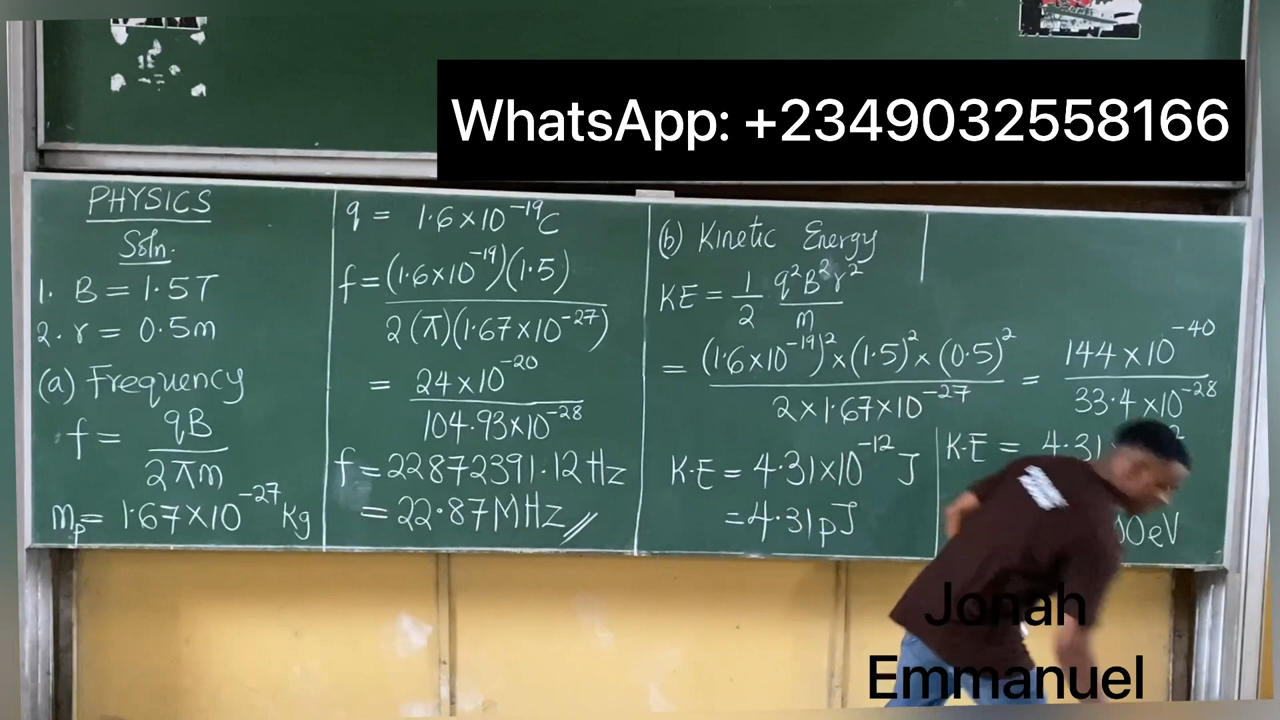 WhatsApp: +2349032558166
PHYSICS
Soln.
1. B = 1.5T
2. r = 0.5m
(a) Frequency
f = qB / 2πm
mp = 1.67×10^-27 kg
q = 1.6×10^-19 C
f = (1.6×10^-19)(1.5) / 2(π)(1.67×10^-27)
= 24×10^-20 / 104.93×10^-28
f = 22872391.12 Hz
= 22.87MHz //
(b) Kinetic Energy
KE = 1/2 q²B²r² / m
= (1.6×10^-19)²×(1.5)²×(0.5)² / 2×1.67×10^-27 = 144×10^-40 / 33.4×10^-28
K.E = 4.31×10^-12 J
= 4.31pJ
K.E = 4.31
eV
Jonah
Emmanuel